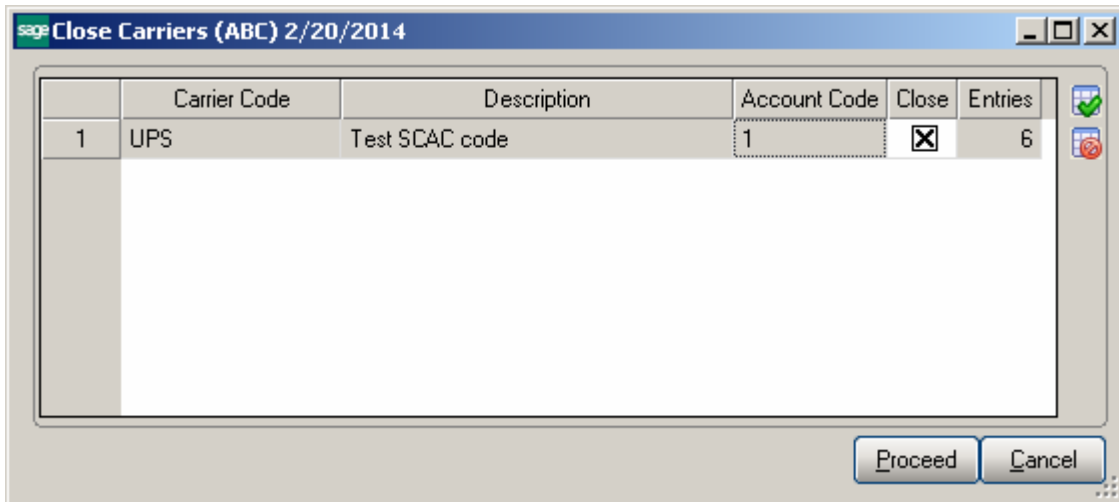 sage Close Carriers (ABC) 2/20/2014
Carrier Code Description Account Code Close Entries
1 UPS Test SCAC code 1 6
Proceed Cancel